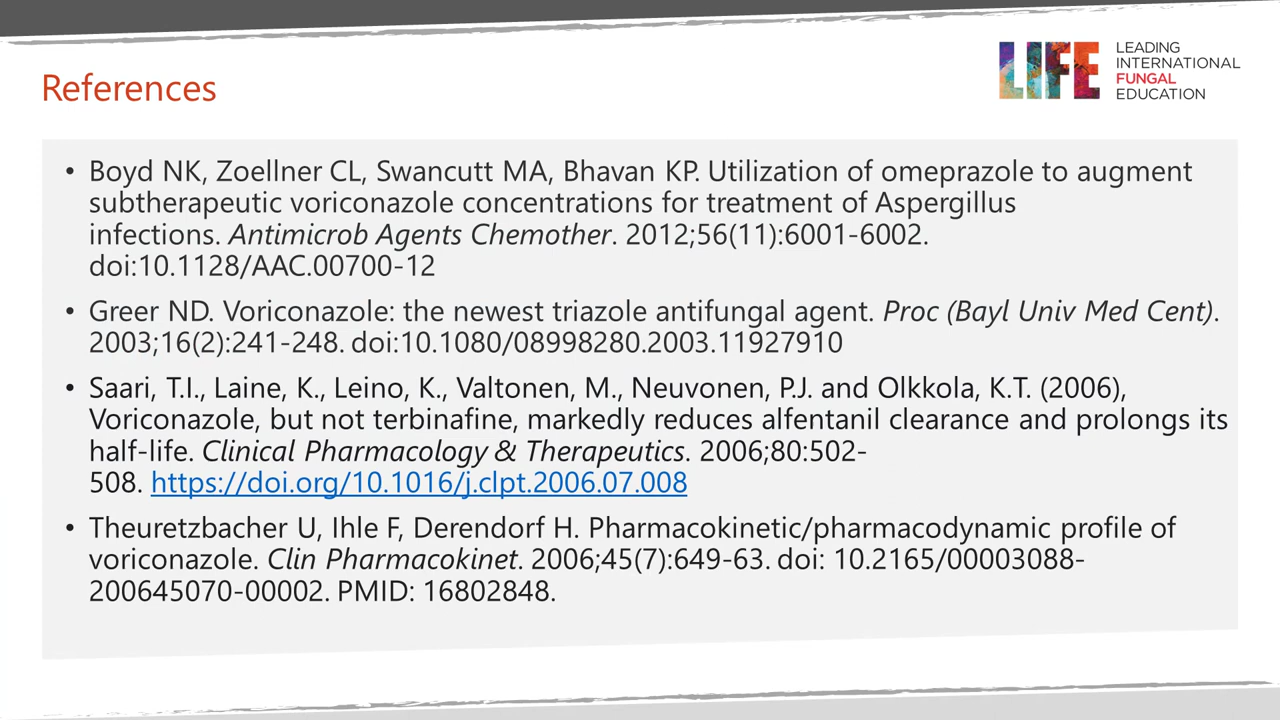 References
LIFE
LEADING
INTERNATIONAL
FUNGAL
EDUCATION
• Boyd NK, Zoellner CL, Swancutt MA, Bhavan KP. Utilization of omeprazole to augment
subtherapeutic voriconazole concentrations for treatment of Aspergillus
infections. Antimicrob Agents Chemother. 2012;56(11):6001-6002.
doi:10.1128/AAC.00700-12
• Greer ND. Voriconazole: the newest triazole antifungal agent. Proc (Bayl Univ Med Cent).
2003;16(2):241-248. doi:10.1080/08998280.2003.11927910
• Saari, T.I., Laine, K., Leino, K., Valtonen, M., Neuvonen, P.J. and Olkkola, K.T. (2006),
Voriconazole, but not terbinafine, markedly reduces alfentanil clearance and prolongs its
half-life. Clinical Pharmacology & Therapeutics. 2006;80:502-
508. https://doi.org/10.1016/j.clpt.2006.07.008
• Theuretzbacher U, Ihle F, Derendorf H. Pharmacokinetic/pharmacodynamic profile of
voriconazole. Clin Pharmacokinet. 2006;45(7):649-63. doi: 10.2165/00003088-
200645070-00002. PMID: 16802848.